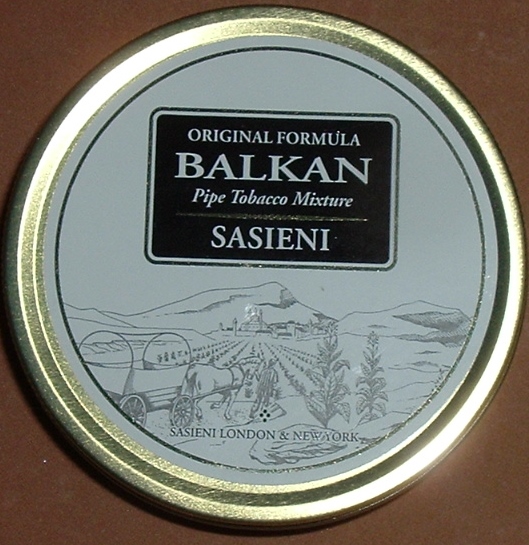 ORIGINAL FORMULA
BALKAN
Pipe Tobacco Mixture
SASIENI
SASIENI LONDON & NEW YORK